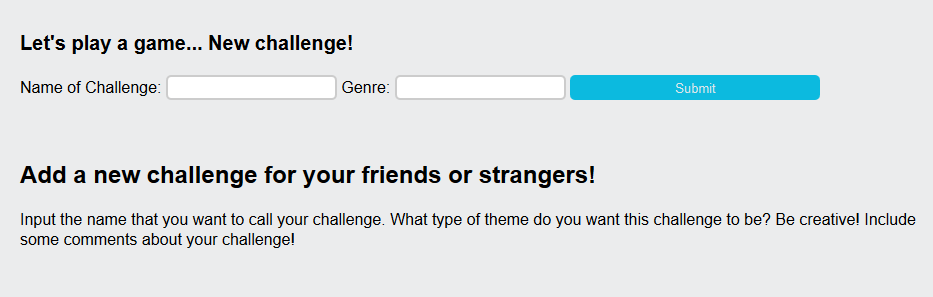 Let's play a game... New challenge!
Name of Challenge: Genre: Submit
Add a new challenge for your friends or strangers!
Input the name that you want to call your challenge. What type of theme do you want this challenge to be? Be creative! Include
some comments about your challenge!